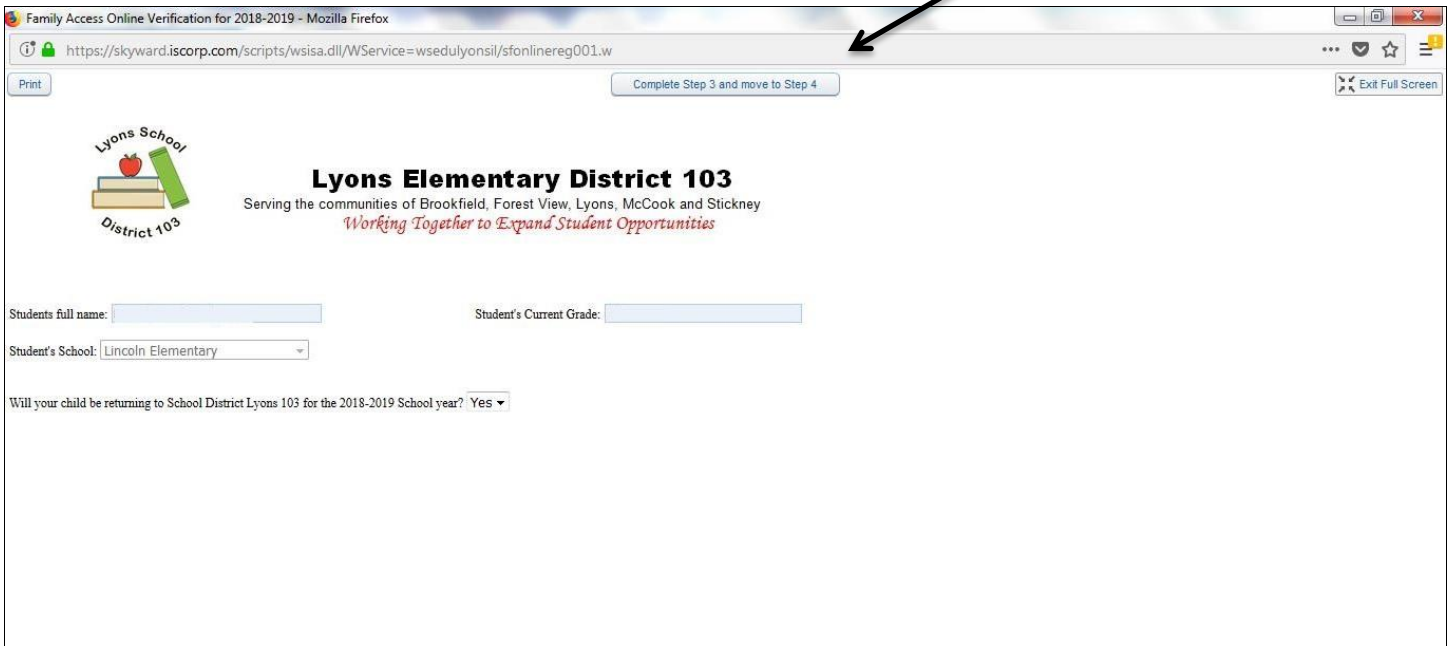 Family Access Online Verification for 2018-2019 - Mozilla Firefox
https://skyward.iscorp.com/scripts/wsisa.dll/WService=wsedulyonsil/sfonlinereg001.w
Print
Complete Step 3 and move to Step 4
Exit Full Screen
Lyons School
District 103
Lyons Elementary District 103
Serving the communities of Brookfield, Forest View, Lyons, McCook and Stickney
Working Together to Expand Student Opportunities
Students full name:
Student's Current Grade:
Student's School: Lincoln Elementary
Will your child be returning to School District Lyons 103 for the 2018-2019 School year? Yes